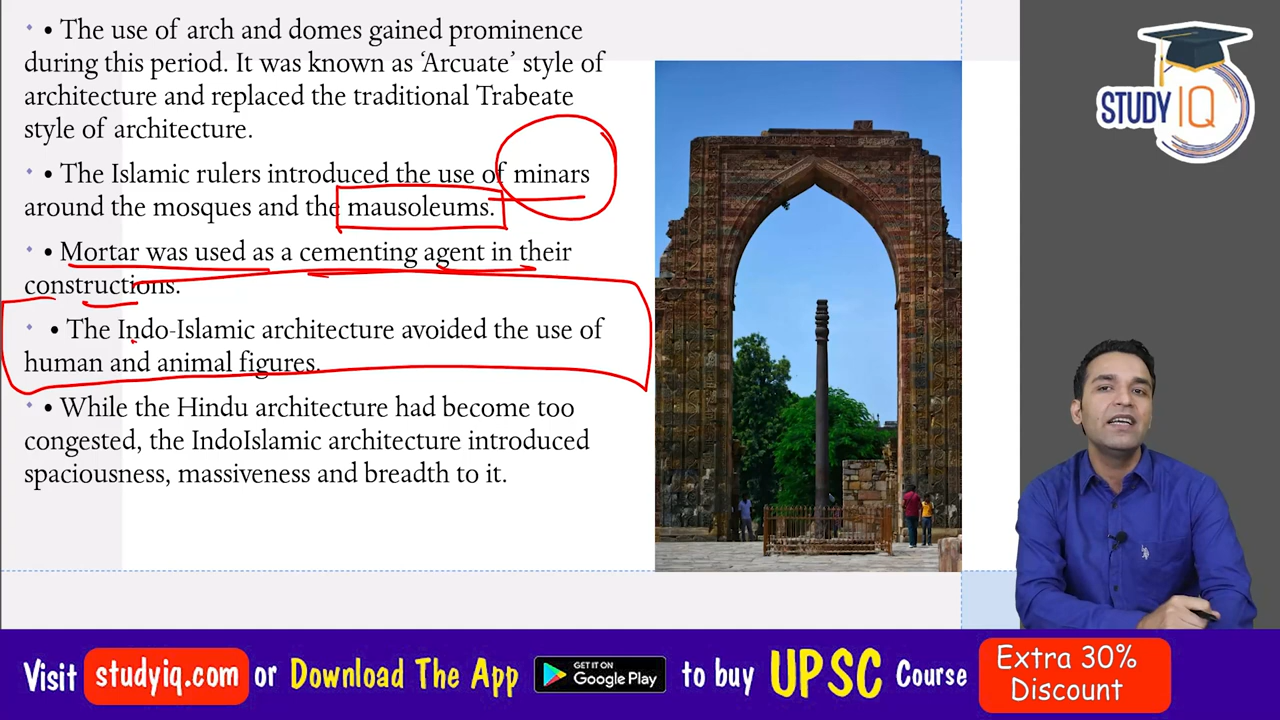 • The use of arch and domes gained prominence
during this period. It was known as ‘Arcuate’ style of
architecture and replaced the traditional Trabeate
style of architecture.
• The Islamic rulers introduced the use of minars
around the mosques and the mausoleums.
• Mortar was used as a cementing agent in their
constructions.
• The Indo-Islamic architecture avoided the use of
human and animal figures.
• While the Hindu architecture had become too
congested, the IndoIslamic architecture introduced
spaciousness, massiveness and breadth to it.
STUDY IQ
Visit studyiq.com or Download The App GET IT ON Google Play to buy UPSC Course
Extra 30%
Discount